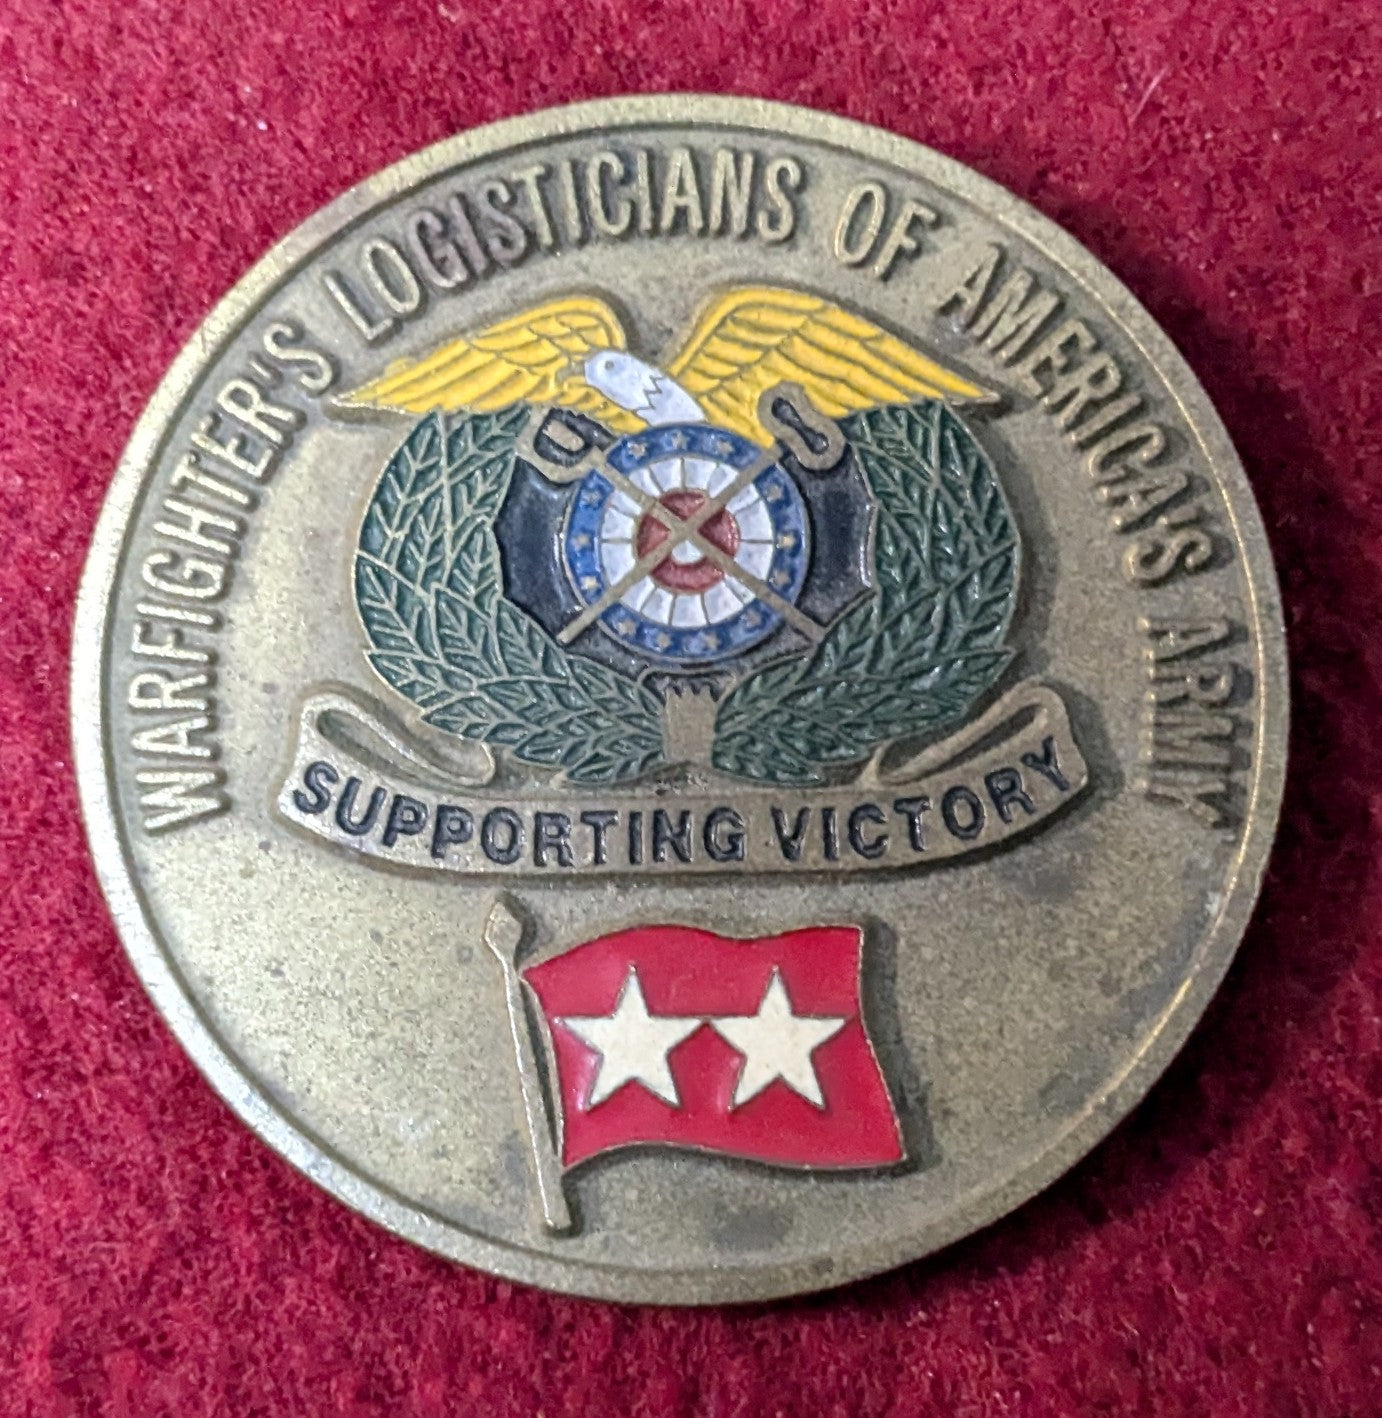 WARFIGHTER'S LOGISTICIANS OF AMERICA'S ARMY
SUPPORTING VICTORY